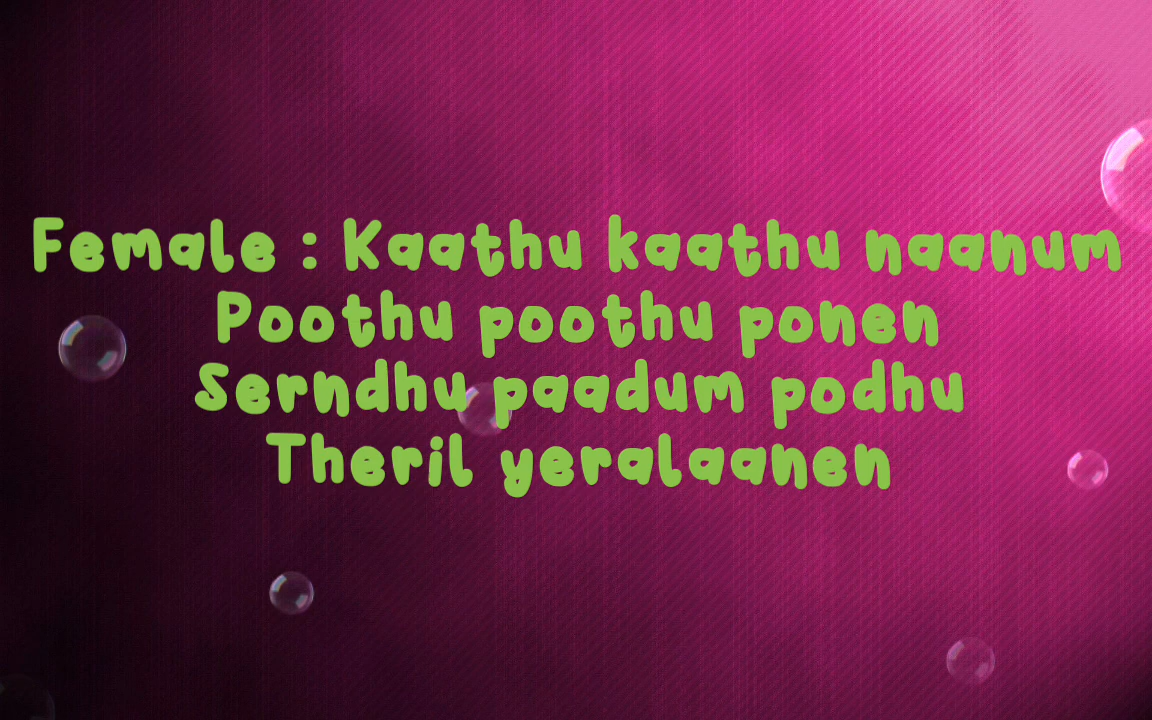 Female : Kaathu kaathu naanum
Poothu poothu ponen
Serndhu paadum podhu
Theril yeralaanen